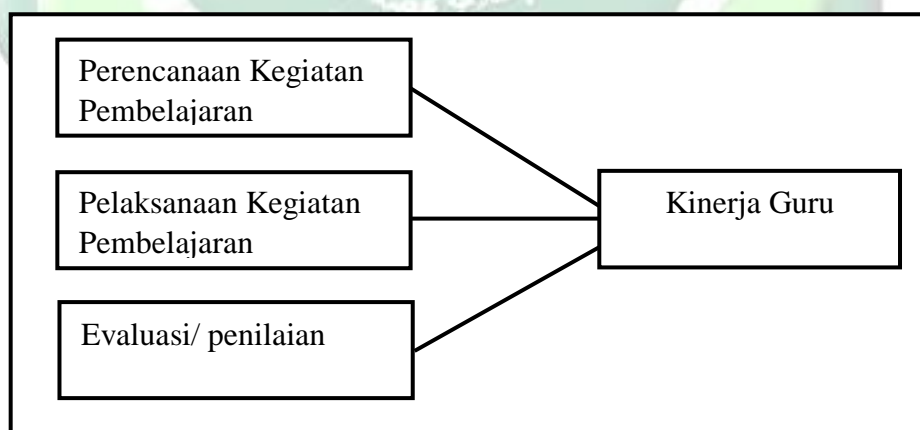 Perencanaan Kegiatan
Pembelajaran
Pelaksanaan Kegiatan
Pembelajaran
Evaluasi/ penilaian
Kinerja Guru